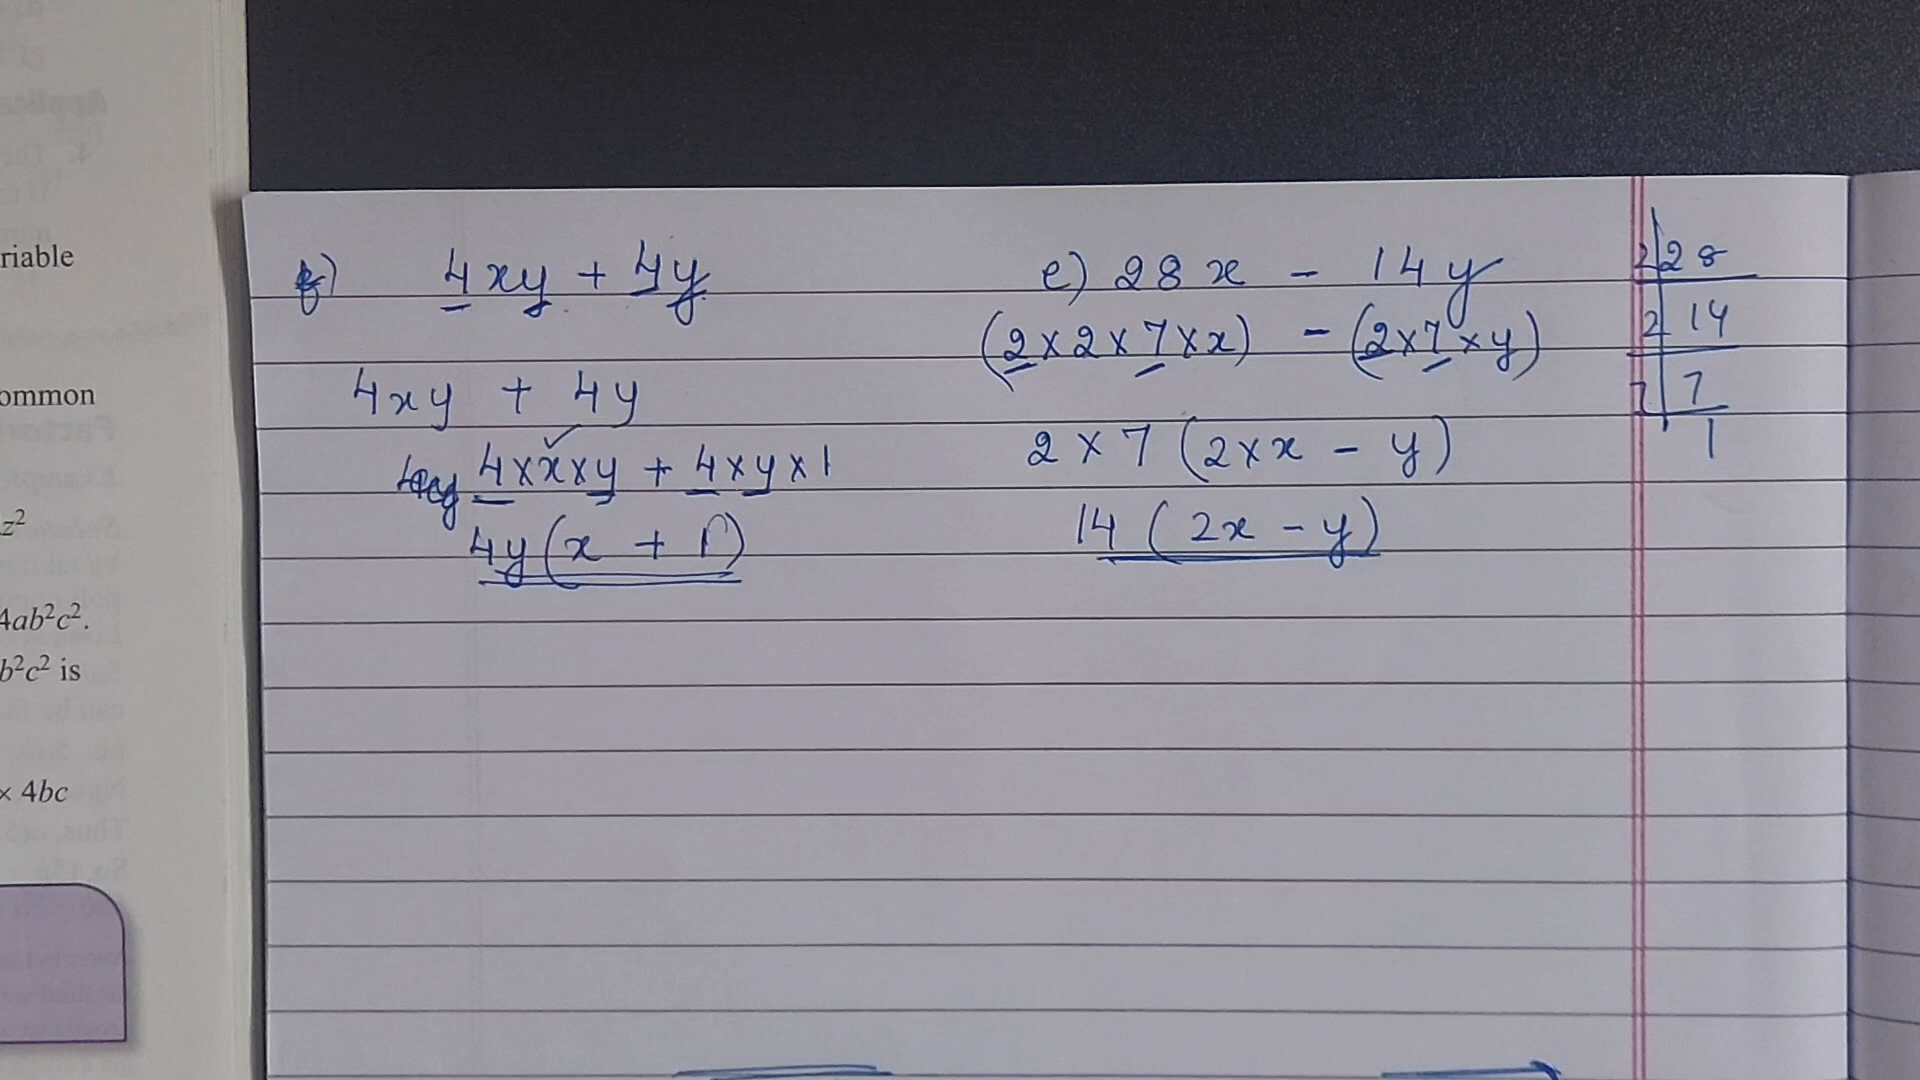 riable
ommon
z²
4ab²c².
b²c² is
× 4bc
4xy + 4y
4xy + 4y
4×x×y + 4×y×1
4y(x + 1)
e) 28x - 14y
(2×2×7×x) - (2×7×y)
2 × 7 (2×x - y)
14 (2x - y)
2 | 28
2 | 14
7 | 7
1